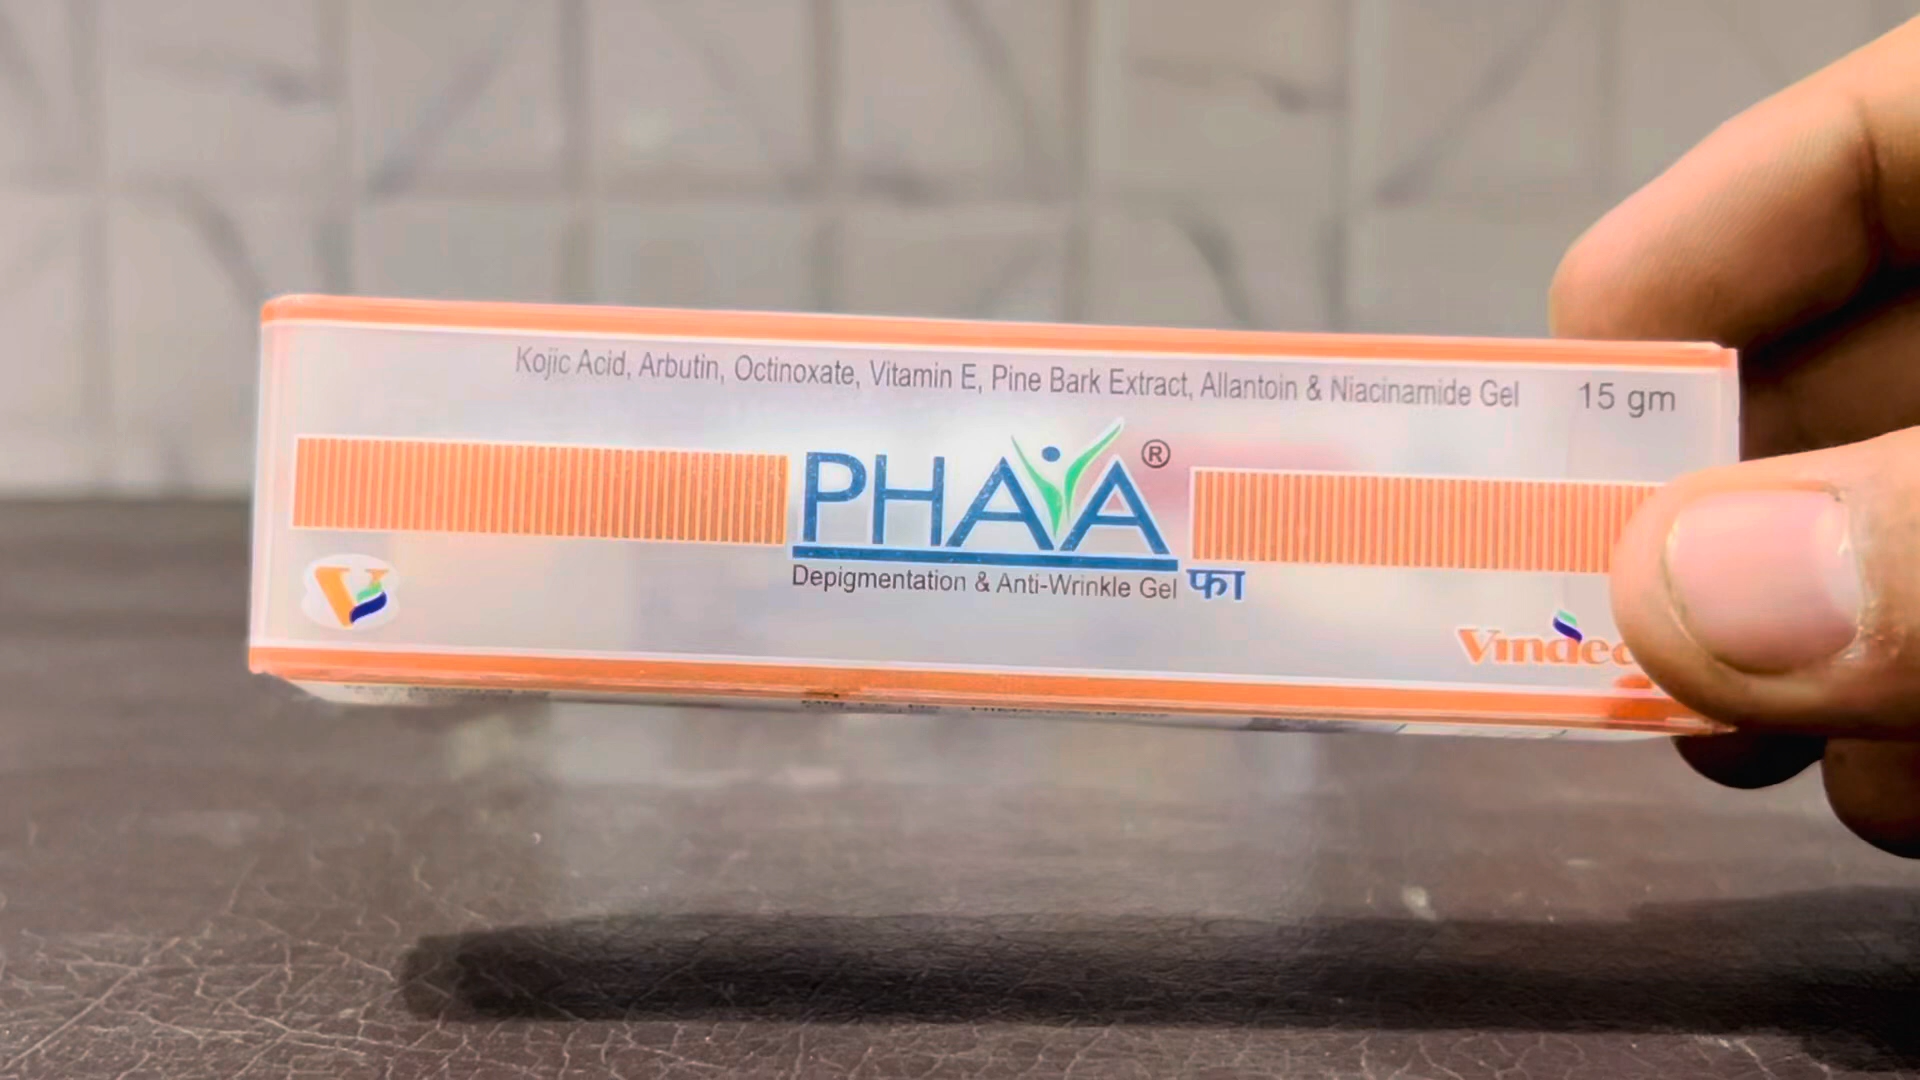 Kojic Acid, Arbutin, Octinoxate, Vitamin E, Pine Bark Extract, Allantoin & Niacinamide Gel 15 gm
PHAYA®
Depigmentation & Anti-Wrinkle Gel फा